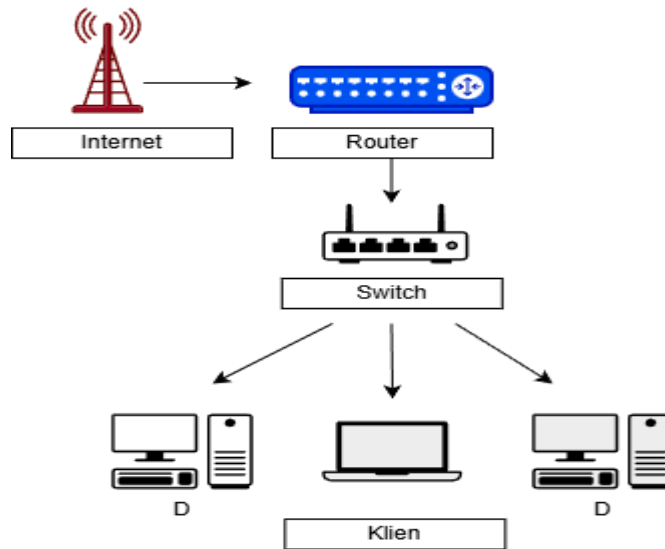 Internet
Router
Switch
D
D
Klien